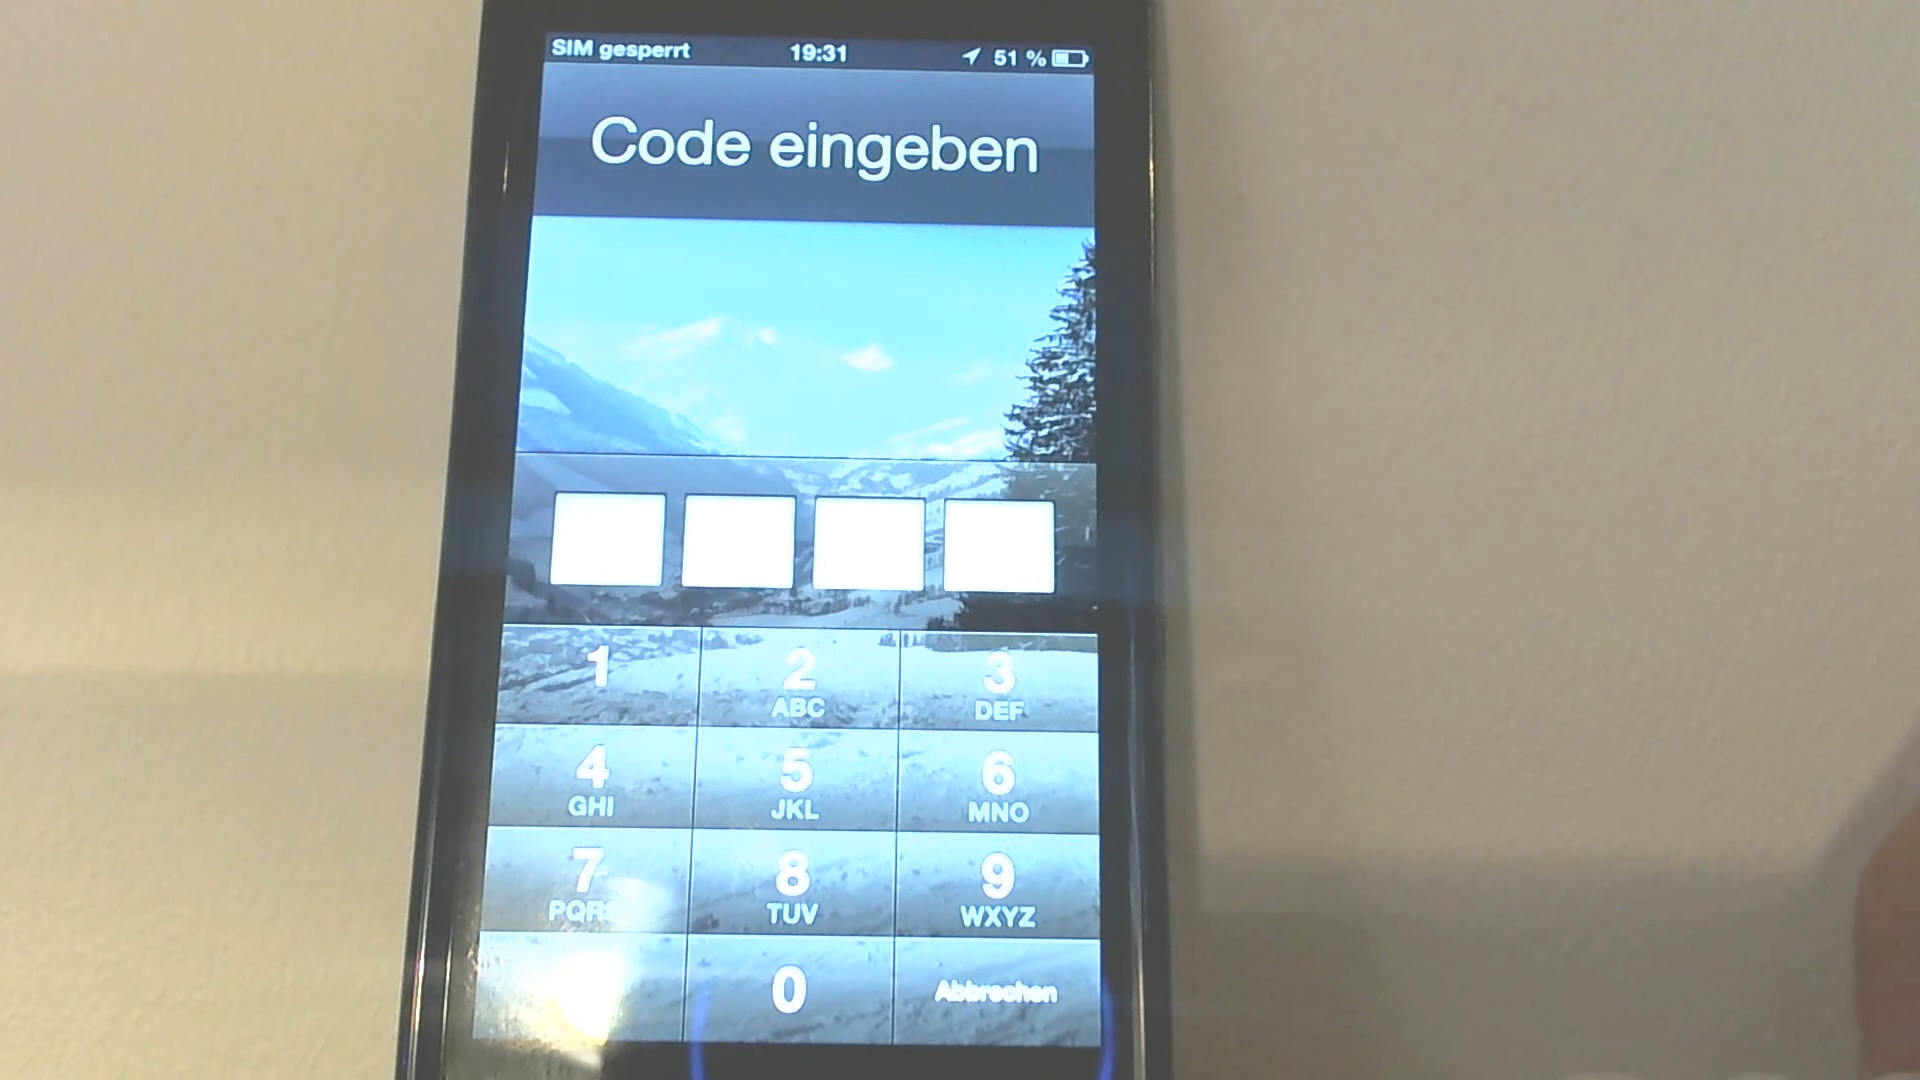 SIM gesperrt 19:31 51 %
Code eingeben
1 2 3
ABC DEF
4 5 6
GHI JKL MNO
7 8 9
PQRS TUV WXYZ
0 Abbrechen